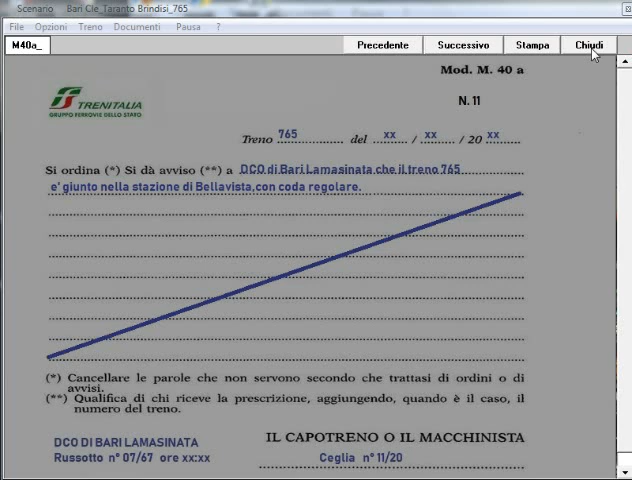 Scenario Bari Cle_Taranto Brindisi_765
File Opzioni Treno Documenti Pausa ?
M40a_ Precedente Successivo Stampa Chiudi
Mod. M. 40 a
TRENITALIA
GRUPPO FERROVIE DELLO STATO
N. 11
Treno 765 del xx / xx / 20 xx
Si ordina (*) Si dà avviso (**) a DCO di Bari Lamasinata che il treno 765
e' giunto nella stazione di Bellavista,con coda regolare.
(*) Cancellare le parole che non servono secondo che trattasi di ordini o di
avvisi.
(**) Qualifica di chi riceve la prescrizione, aggiungendo, quando è il caso, il
numero del treno.
DCO DI BARI LAMASINATA
IL CAPOTRENO O IL MACCHINISTA
Russotto n° 07/67 ore xx:xx
Ceglia n° 11/20